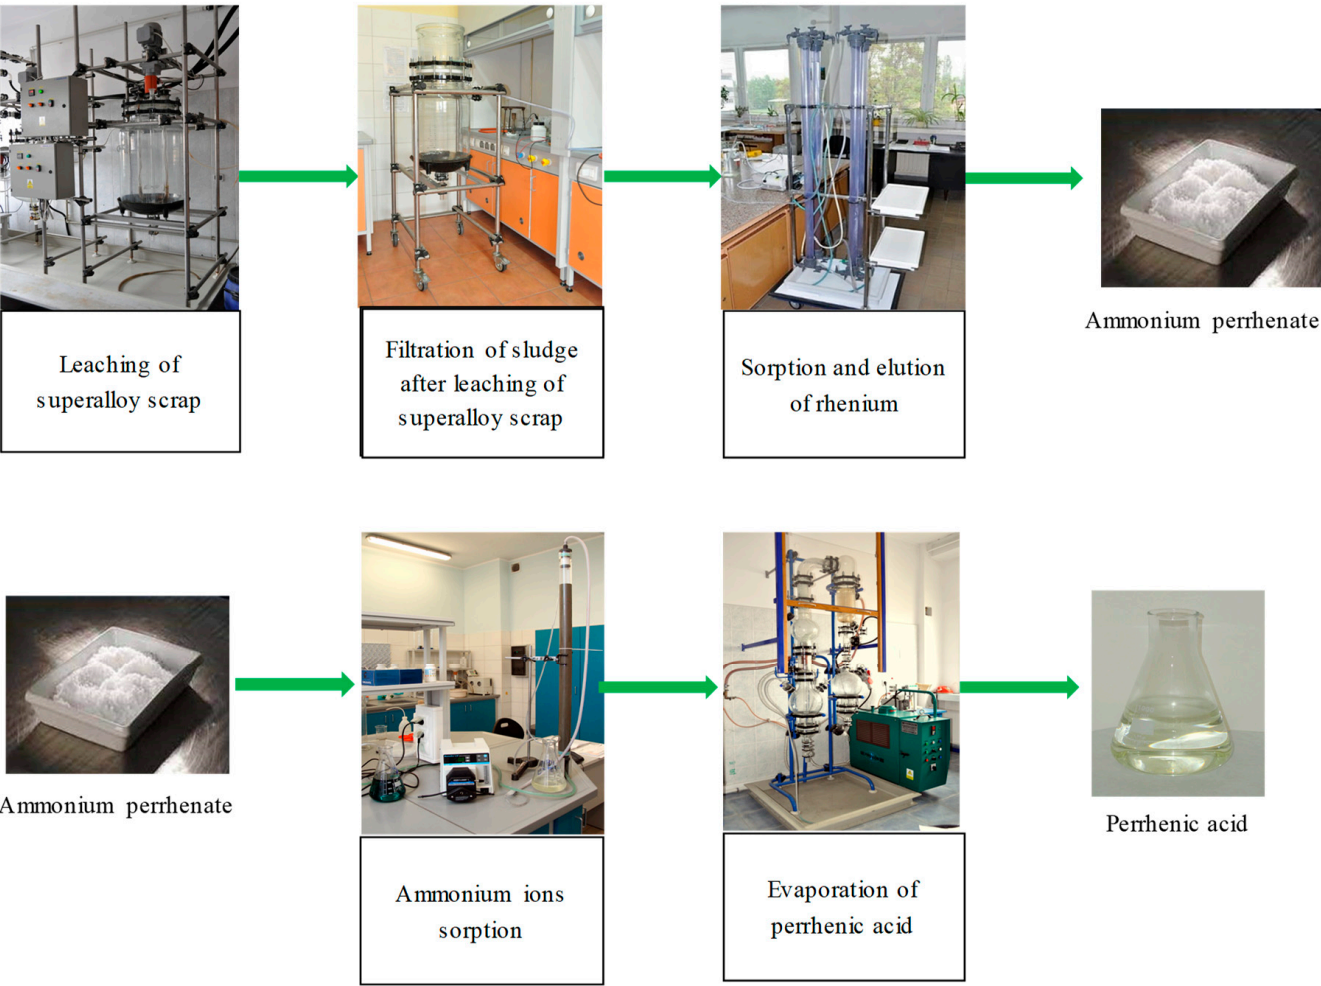 Leaching of
superalloy scrap
Filtration of sludge
after leaching of
superalloy scrap
Sorption and elution
of rhenium
Ammonium perrhenate
Ammonium perrhenate
Ammonium ions
sorption
Evaporation of
perrhenic acid
Perrhenic acid